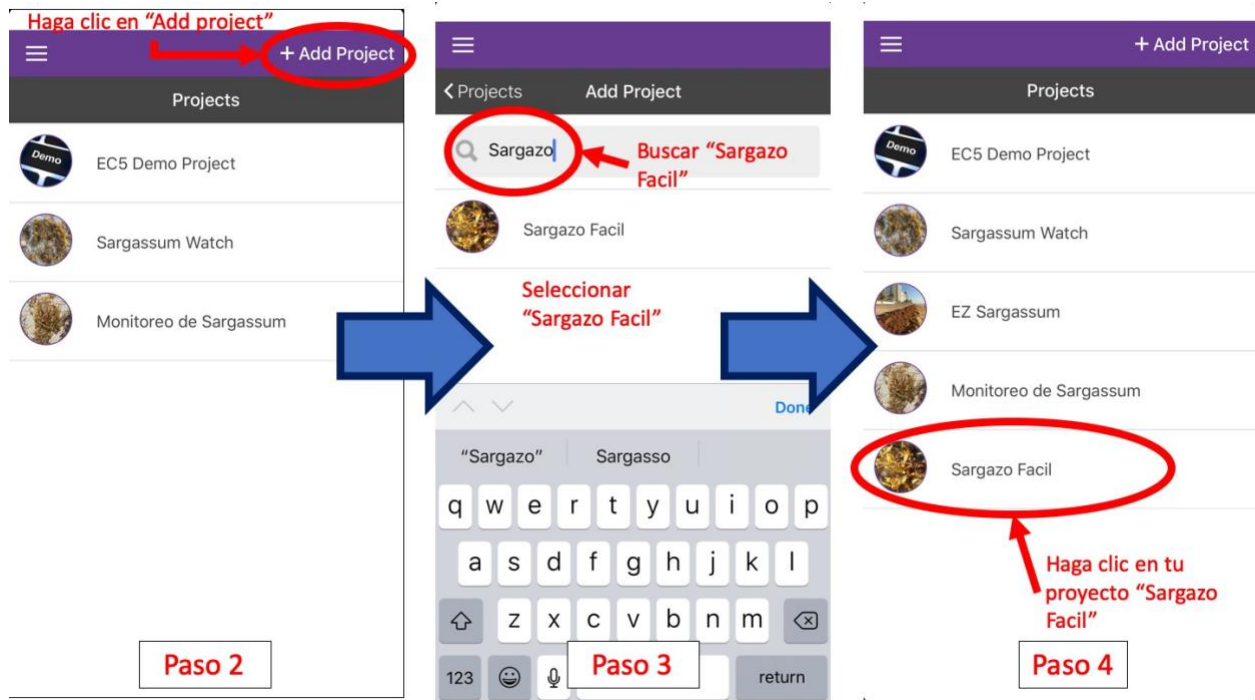 Haga clic en “Add project”
+ Add Project
Projects
Demo
EC5 Demo Project
Sargassum Watch
Monitoreo de Sargassum
Paso 2
Projects
Add Project
Sargazo
Buscar “Sargazo
Facil”
Sargazo Facil
Seleccionar
“Sargazo Facil”
Done
“Sargazo”
Sargasso
q w e r t y u i o p
a s d f g h j k l
z x c v b n m
123
return
Paso 3
+ Add Project
Projects
Demo
EC5 Demo Project
Sargassum Watch
EZ Sargassum
Monitoreo de Sargassum
Sargazo Facil
Haga clic en tu
proyecto “Sargazo
Facil”
Paso 4